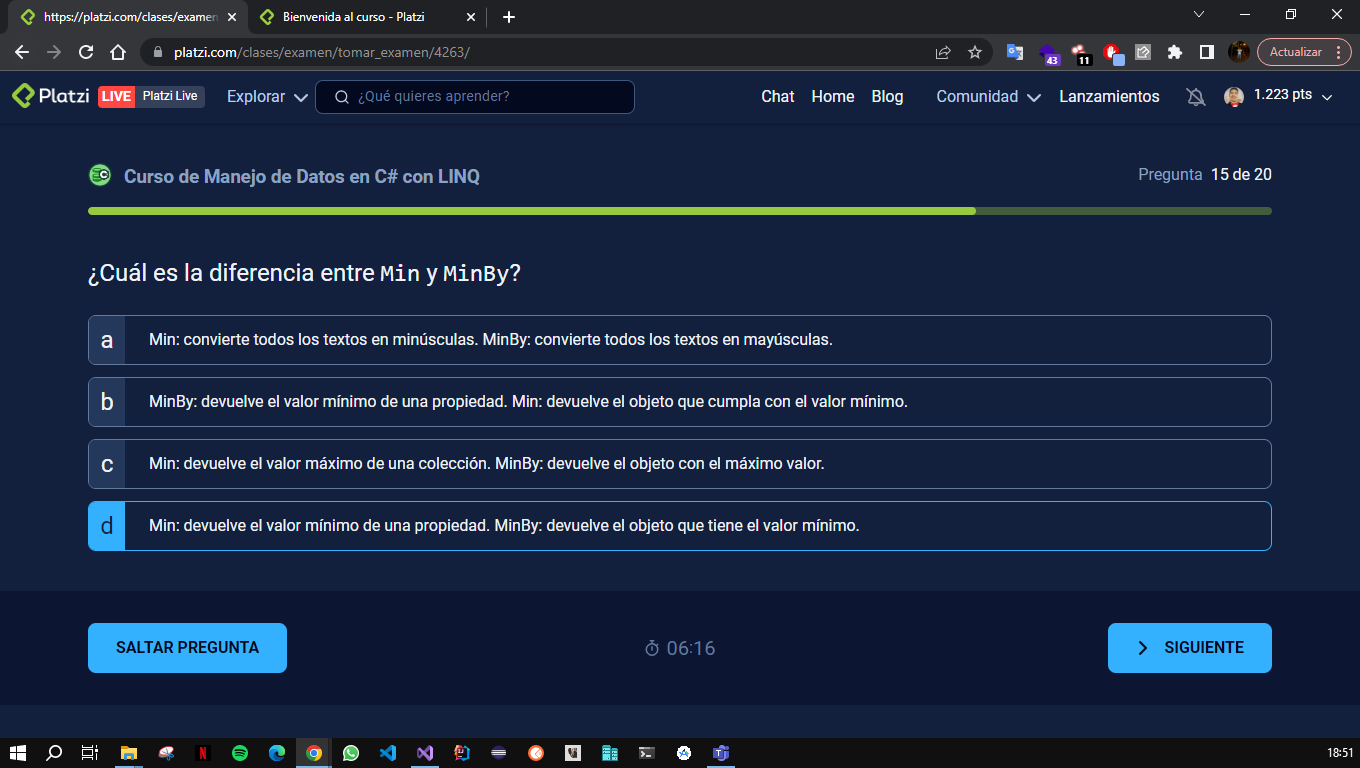 https://platzi.com/clases/examen
Bienvenida al curso - Platzi
platzi.com/clases/examen/tomar_examen/4263/
43
11
Actualizar
Platzi
LIVE Platzi Live
Explorar
¿Qué quieres aprender?
Chat
Home
Blog
Comunidad
Lanzamientos
1.223 pts
Curso de Manejo de Datos en C# con LINQ
Pregunta 15 de 20
¿Cuál es la diferencia entre Min y MinBy?
a Min: convierte todos los textos en minúsculas. MinBy: convierte todos los textos en mayúsculas.
b MinBy: devuelve el valor mínimo de una propiedad. Min: devuelve el objeto que cumpla con el valor mínimo.
c Min: devuelve el valor máximo de una colección. MinBy: devuelve el objeto con el máximo valor.
d Min: devuelve el valor mínimo de una propiedad. MinBy: devuelve el objeto que tiene el valor mínimo.
SALTAR PREGUNTA
06:16
SIGUIENTE
18:51